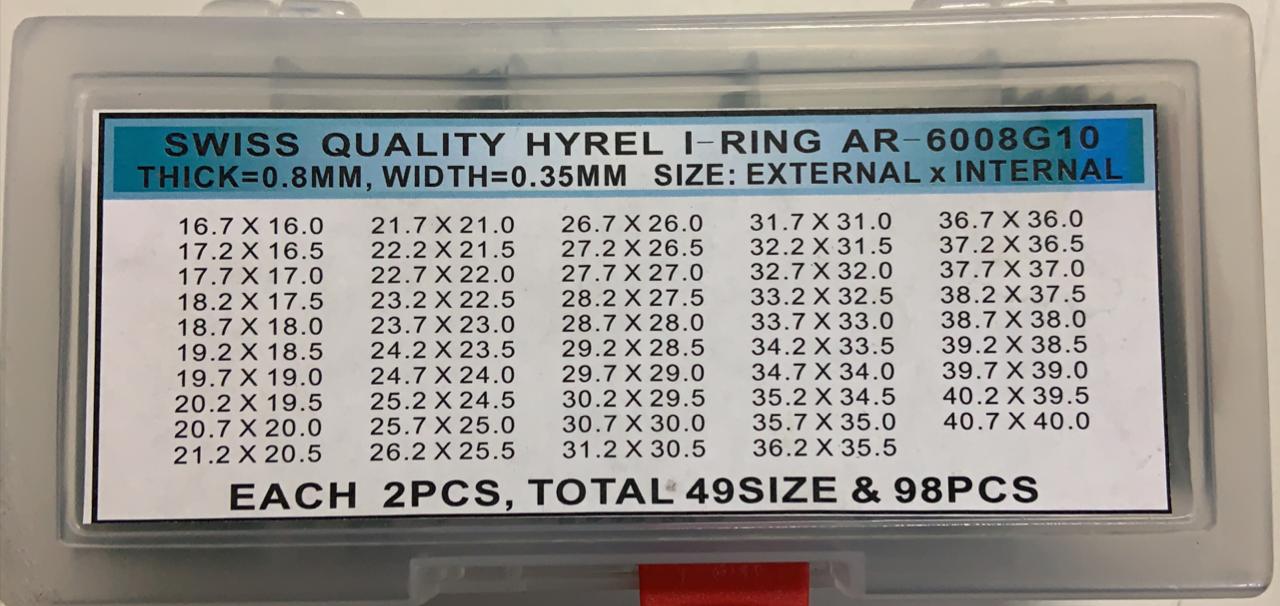 SWISS QUALITY HYREL I-RING AR-6008G10
THICK=0.8MM, WIDTH=0.35MM SIZE: EXTERNAL x INTERNAL
16.7 X 16.0 21.7 X 21.0 26.7 X 26.0 31.7 X 31.0 36.7 X 36.0
17.2 X 16.5 22.2 X 21.5 27.2 X 26.5 32.2 X 31.5 37.2 X 36.5
17.7 X 17.0 22.7 X 22.0 27.7 X 27.0 32.7 X 32.0 37.7 X 37.0
18.2 X 17.5 23.2 X 22.5 28.2 X 27.5 33.2 X 32.5 38.2 X 37.5
18.7 X 18.0 23.7 X 23.0 28.7 X 28.0 33.7 X 33.0 38.7 X 38.0
19.2 X 18.5 24.2 X 23.5 29.2 X 28.5 34.2 X 33.5 39.2 X 38.5
19.7 X 19.0 24.7 X 24.0 29.7 X 29.0 34.7 X 34.0 39.7 X 39.0
20.2 X 19.5 25.2 X 24.5 30.2 X 29.5 35.2 X 34.5 40.2 X 39.5
20.7 X 20.0 25.7 X 25.0 30.7 X 30.0 35.7 X 35.0 40.7 X 40.0
21.2 X 20.5 26.2 X 25.5 31.2 X 30.5 36.2 X 35.5
EACH 2PCS, TOTAL 49SIZE & 98PCS